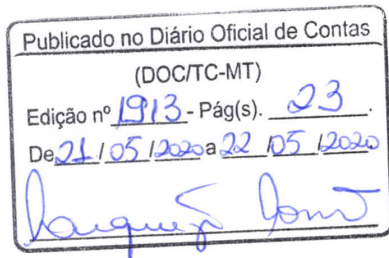 Publicado no Diário Oficial de Contas
(DOC/TC-MT)
Edição nº 1913 - Pág(s). 23.
De 21/05/2020 a 22/05/2020